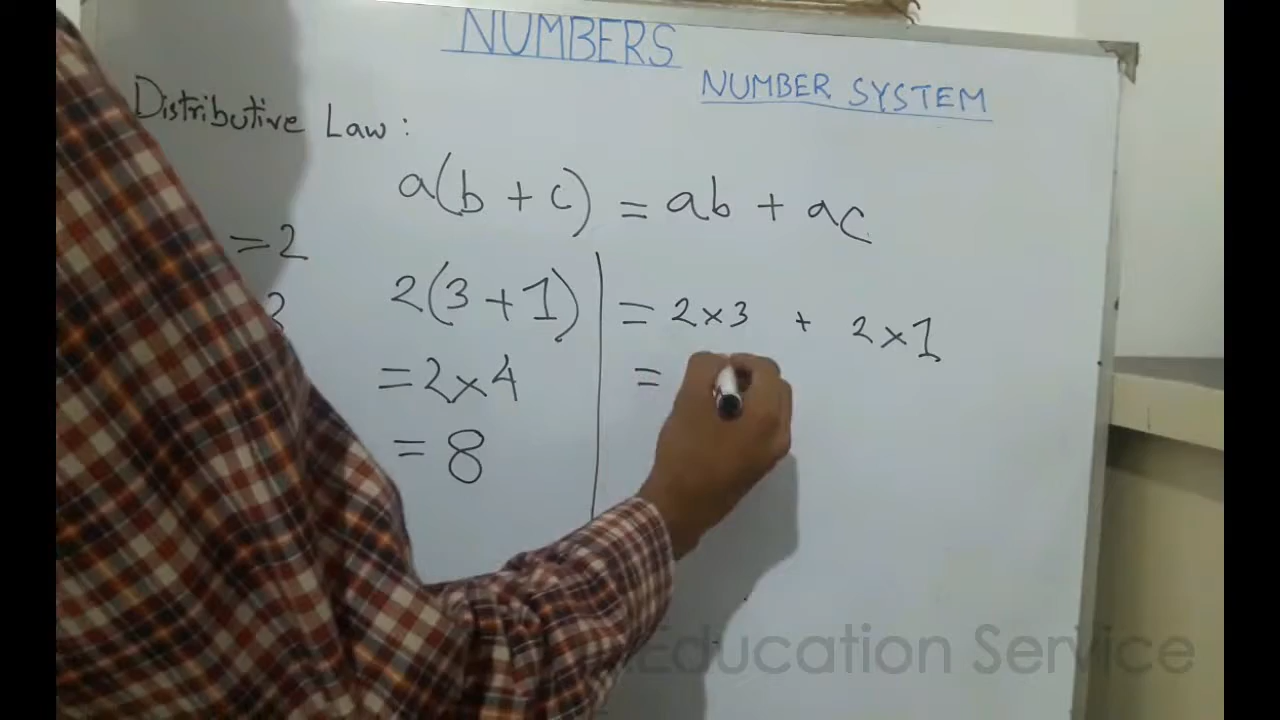 NUMBERS
NUMBER SYSTEM
Distributive Law:
a(b + c) = ab + ac
=2
2(3+1) = 2×3 + 2×1
=2×4 =
= 8
Education Service